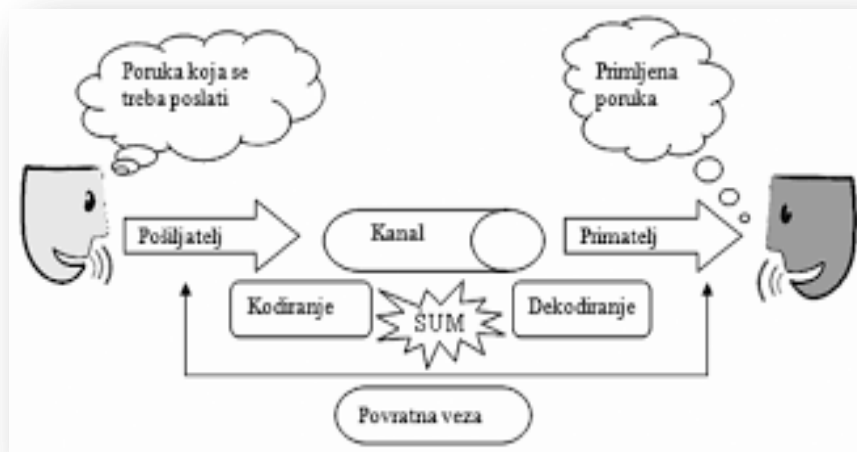 Poruka koja se
treba poslati
Primljena
poruka
Pošiljatelj
Kanal
Primatelj
Kodiranje
SUM
Dekodiranje
Povratna veza